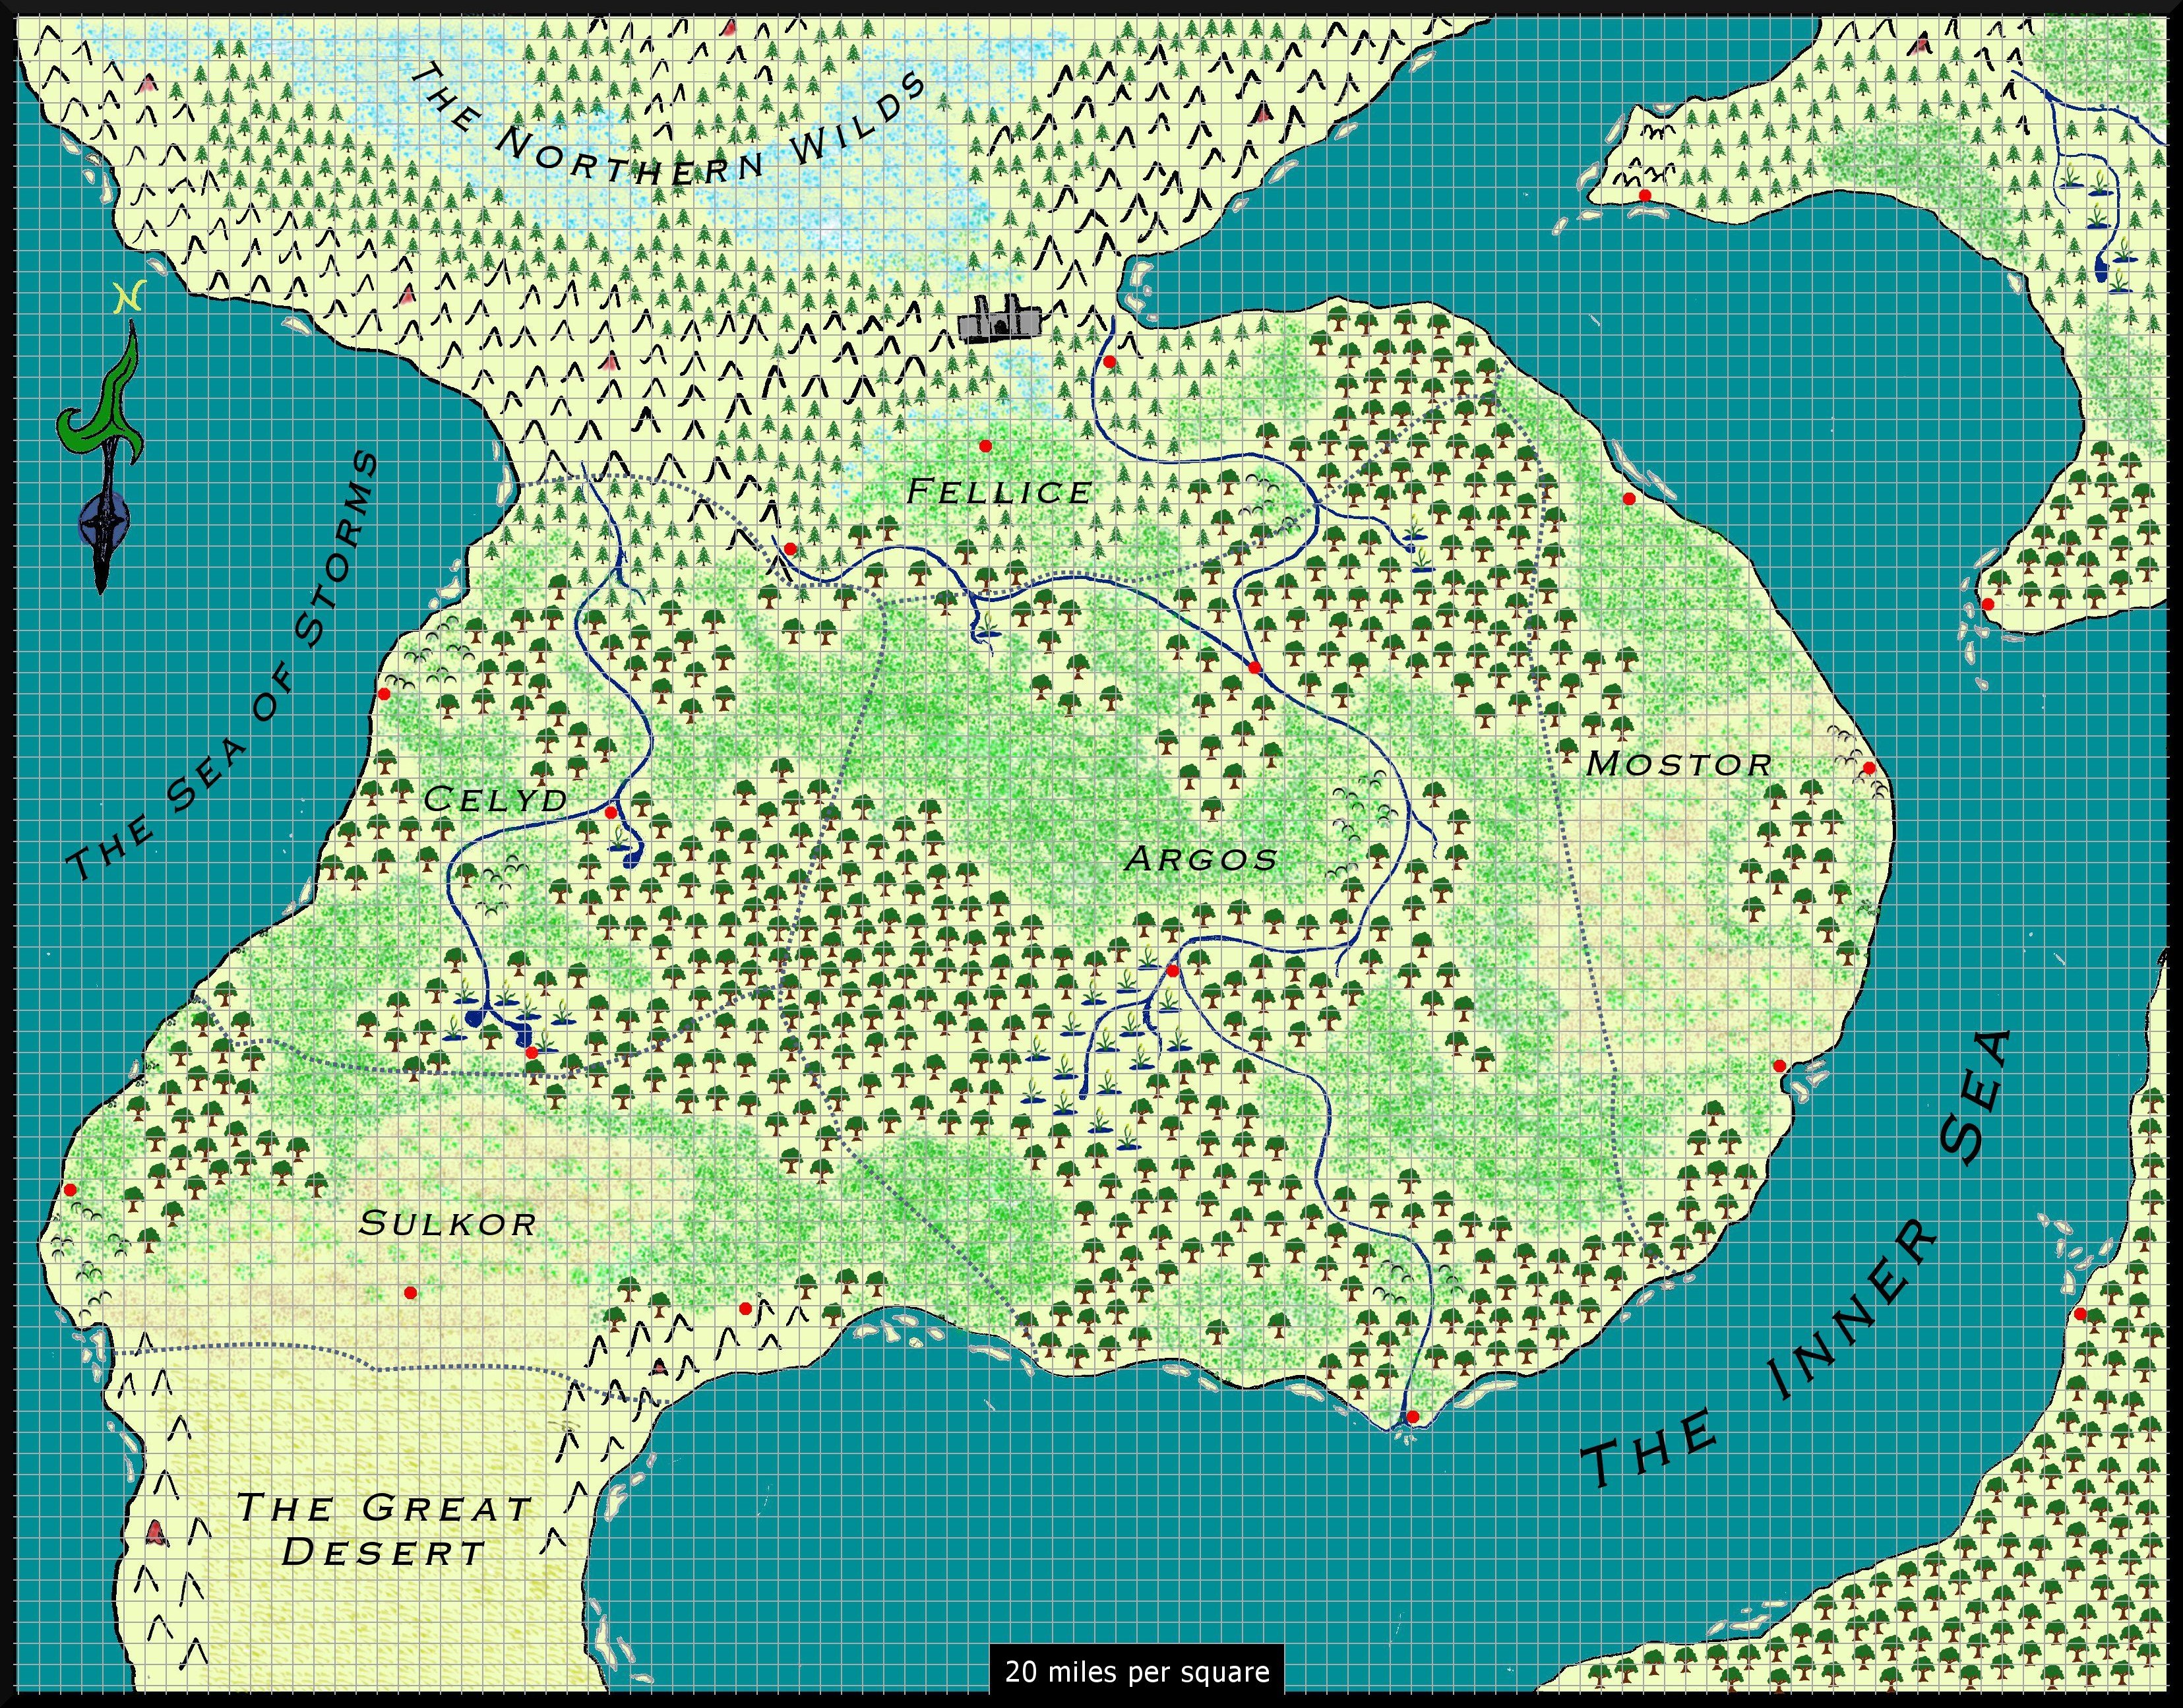 THE NORTHERN WILDS
N
FELLICE
THE SEA OF STORMS
MOSTOR
CELYD
ARGOS
SULKOR
THE INNER SEA
THE GREAT
DESERT
20 miles per square